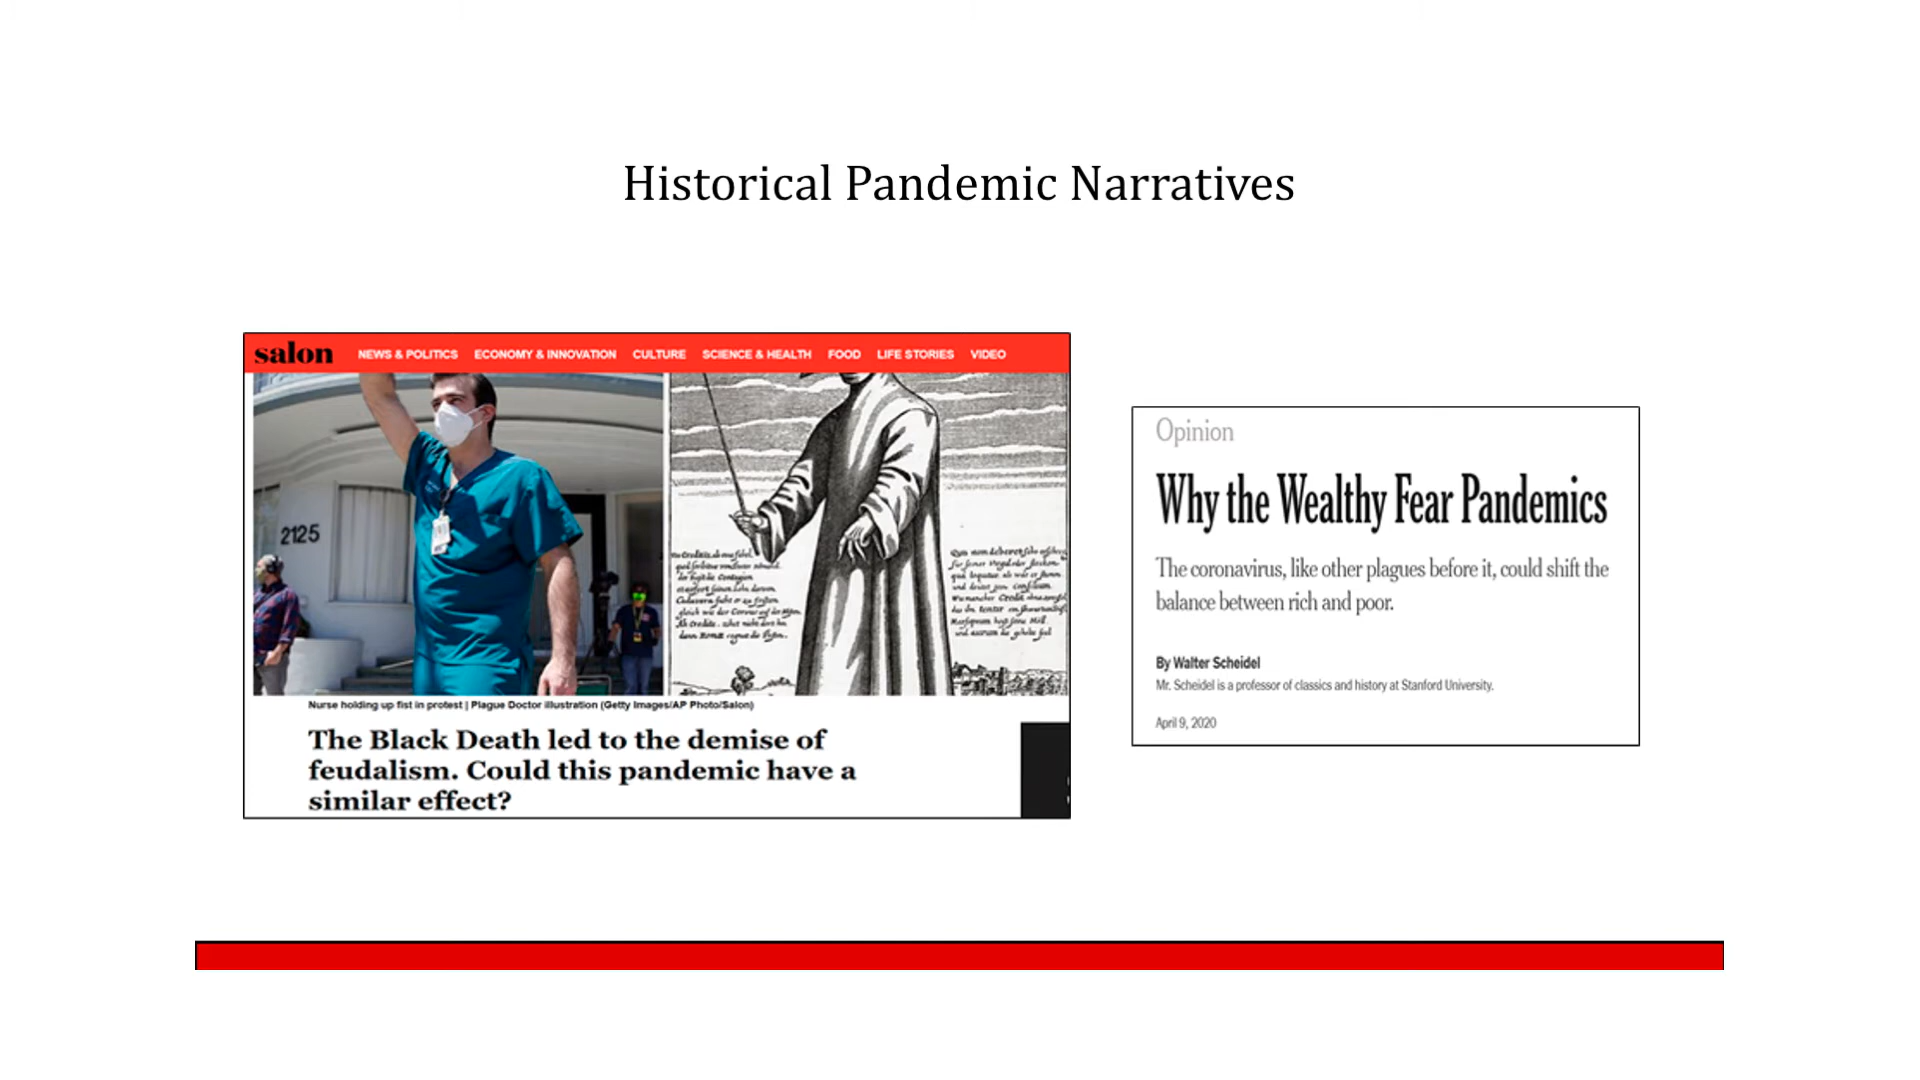 Historical Pandemic Narratives
salon NEWS & POLITICS ECONOMY & INNOVATION CULTURE SCIENCE & HEALTH FOOD LIFE STORIES VIDEO
2125
Nurse holding up fist in protest | Plague Doctor illustration (Getty Images/AP Photo/Salon)
The Black Death led to the demise of
feudalism. Could this pandemic have a
similar effect?
Opinion
Why the Wealthy Fear Pandemics
The coronavirus, like other plagues before it, could shift the
balance between rich and poor.
By Walter Scheidel
Mr. Scheidel is a professor of classics and history at Stanford University.
April 9, 2020